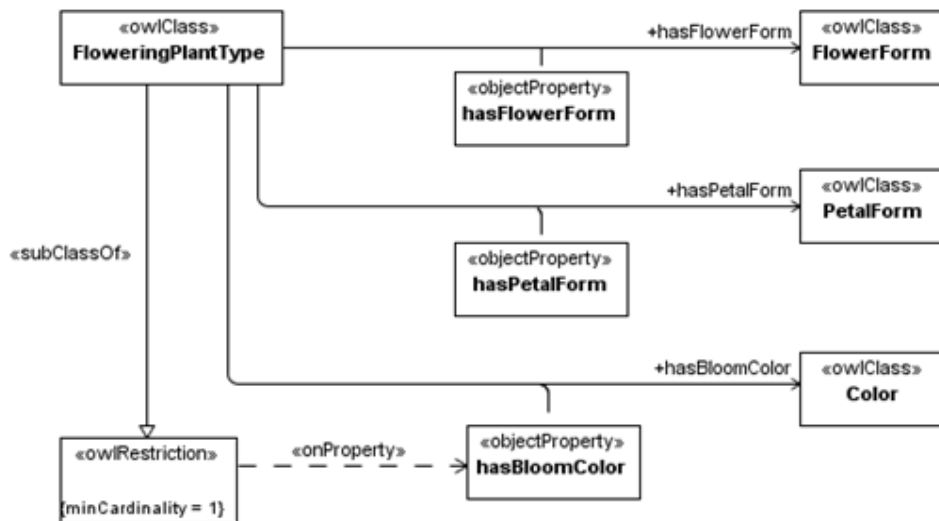 «owlClass»
FloweringPlantType
+hasFlowerForm
«owlClass»
FlowerForm
«objectProperty»
hasFlowerForm
+hasPetalForm
«owlClass»
PetalForm
«subClassOf»
«objectProperty»
hasPetalForm
+hasBloomColor
«owlClass»
Color
«owlRestriction»
{minCardinality = 1}
«onProperty»
«objectProperty»
hasBloomColor